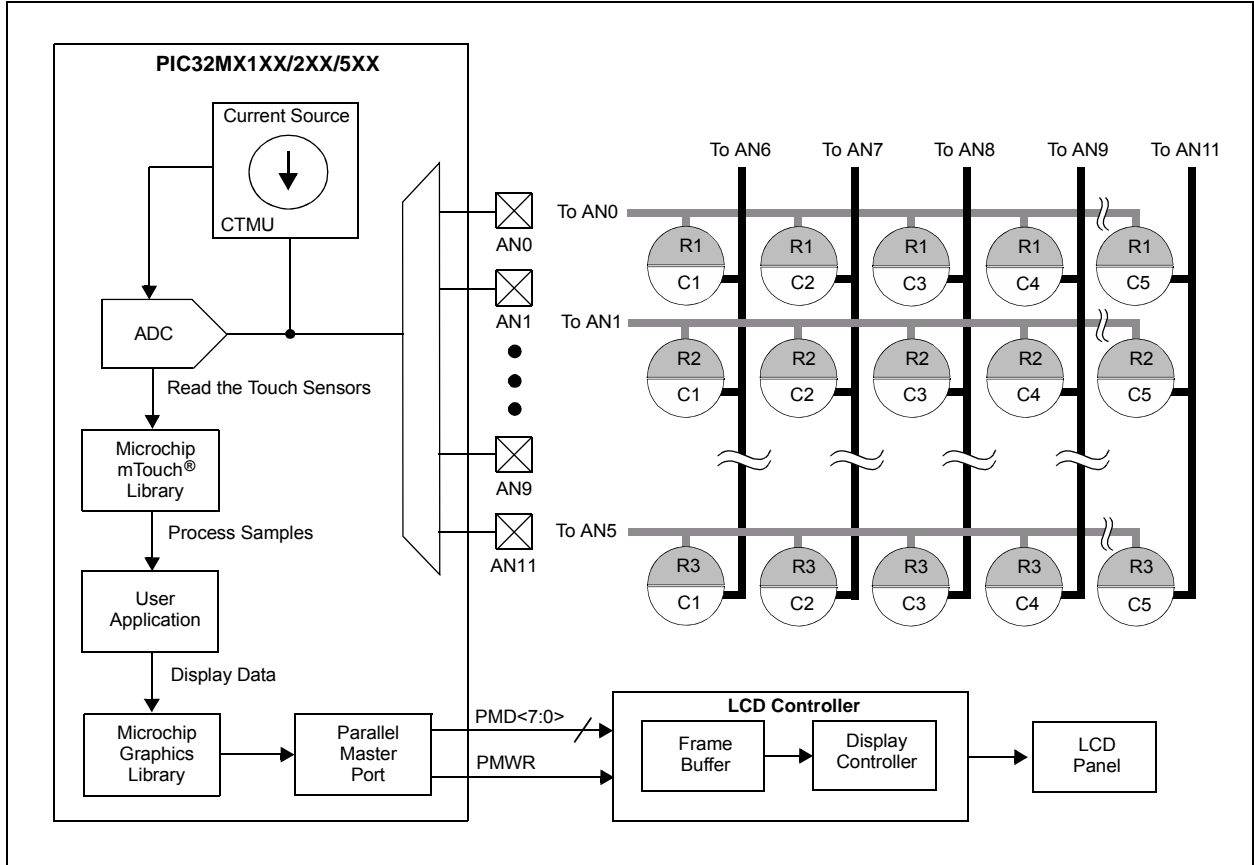 PIC32MX1XX/2XX/5XX
Current Source
CTMU
ADC
Read the Touch Sensors
Microchip
mTouch®
Library
Process Samples
User
Application
Display Data
Microchip
Graphics
Library
Parallel
Master
Port
AN0
AN1
AN9
AN11
To AN6
To AN7
To AN8
To AN9
To AN11
To AN0
R1
R1
R1
R1
R1
C1
C2
C3
C4
C5
To AN1
R2
R2
R2
R2
R2
C1
C2
C3
C4
C5
To AN5
R3
R3
R3
R3
R3
C1
C2
C3
C4
C5
PMD<7:0>
PMWR
LCD Controller
Frame
Buffer
Display
Controller
LCD
Panel